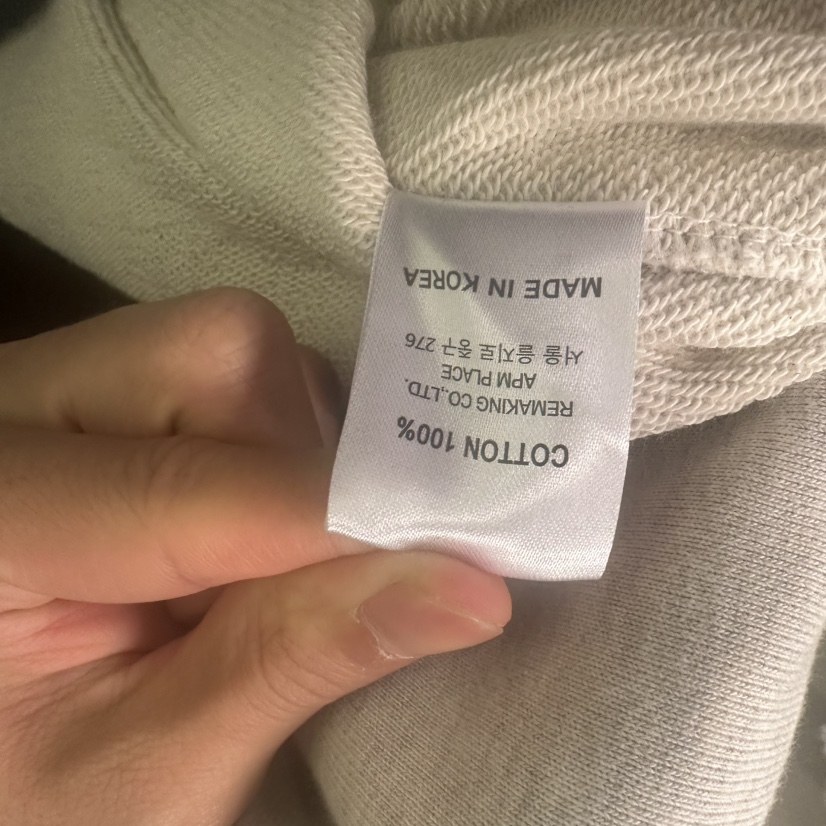 COTTON 100%
REMAKING CO.,LTD.
APM PLACE
서울 을지로 중구 276
MADE IN KOREA